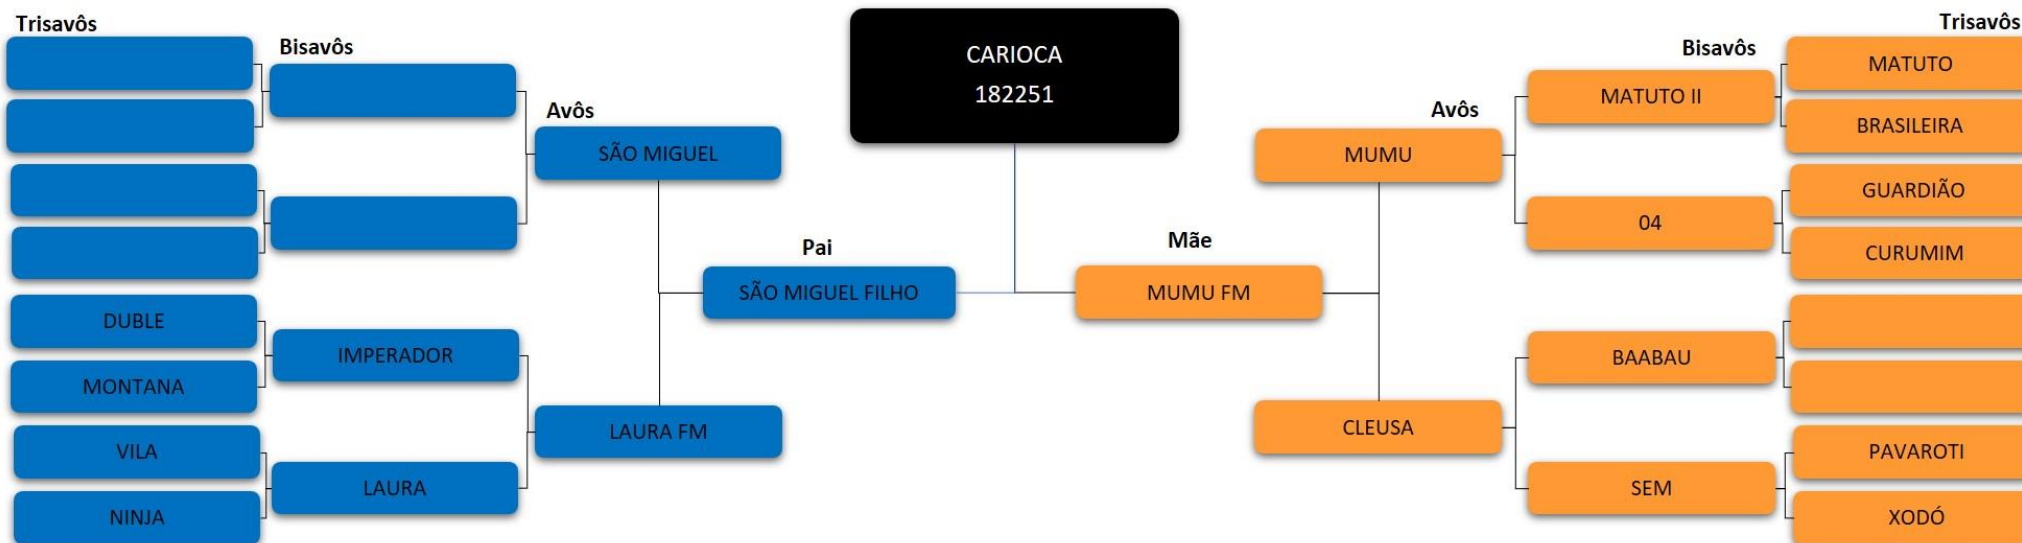 Trisavôs
Bisavôs
Avôs
SÃO MIGUEL
Pai
SÃO MIGUEL FILHO
DUBLE
MONTANA
IMPERADOR
VILA
NINJA
LAURA
LAURA FM
CARIOCA
182251
Mãe
MUMU FM
Avôs
MUMU
Bisavôs
MATUTO II
Trisavôs
MATUTO
BRASILEIRA
04
GUARDIÃO
CURUMIM
CLEUSA
BAABAU
SEM
PAVAROTI
XODÓ